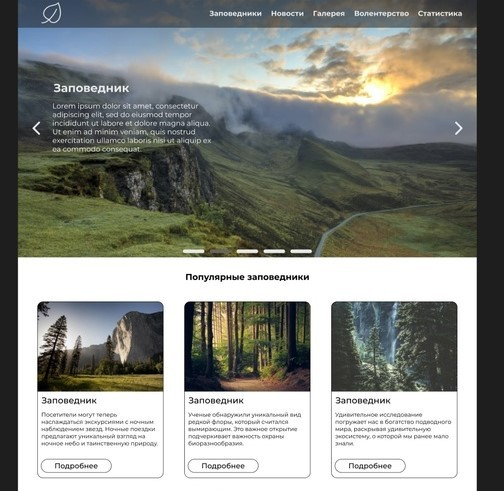 Заповедники Новости Галерея Волентерство Статистика
Заповедник
Lorem ipsum dolor sit amet, consectetur
adipiscing elit, sed do eiusmod tempor
incididunt ut labore et dolore magna aliqua.
Ut enim ad minim veniam, quis nostrud
exercitation ullamco laboris nisi ut aliquip ex
ea commodo consequat.
Популярные заповедники
Заповедник
Посетители могут теперь
наслаждаться экскурсиями с ночным
наблюдением звезд. Ночные поездки
предлагают уникальный взгляд на
ночное небо и таинственную природу.
Подробнее
Заповедник
Ученые обнаружили уникальный вид
редкой флоры, который считался
вымирающим. Это важное открытие
подчеркивает важность охраны
биоразнообразия.
Подробнее
Заповедник
Удивительное исследование
погружает нас в богатство подводного
мира, раскрывая удивительную
экосистему, о которой мы ранее мало
знали.
Подробнее